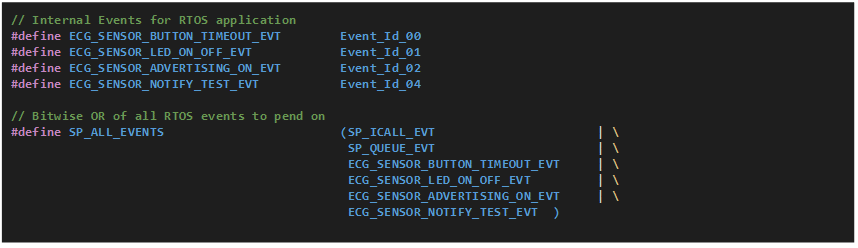 // Internal Events for RTOS application
#define ECG_SENSOR_BUTTON_TIMEOUT_EVT        Event_Id_00
#define ECG_SENSOR_LED_ON_OFF_EVT            Event_Id_01
#define ECG_SENSOR_ADVERTISING_ON_EVT        Event_Id_02
#define ECG_SENSOR_NOTIFY_TEST_EVT           Event_Id_04

// Bitwise OR of all RTOS events to pend on
#define SP_ALL_EVENTS                        (SP_ICALL_EVT                      | \
                                              SP_QUEUE_EVT                      | \
                                              ECG_SENSOR_BUTTON_TIMEOUT_EVT     | \
                                              ECG_SENSOR_LED_ON_OFF_EVT         | \
                                              ECG_SENSOR_ADVERTISING_ON_EVT     | \
                                              ECG_SENSOR_NOTIFY_TEST_EVT  )